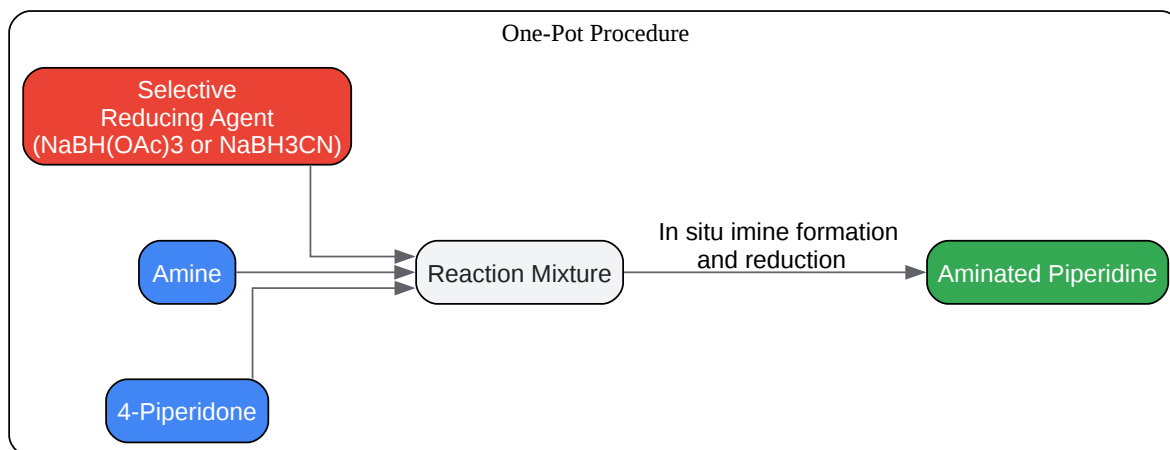 One-Pot Procedure
Selective
Reducing Agent
(NaBH(OAc)3 or NaBH3CN)
Amine
4-Piperidone
Reaction Mixture
In situ imine formation
and reduction
Aminated Piperidine